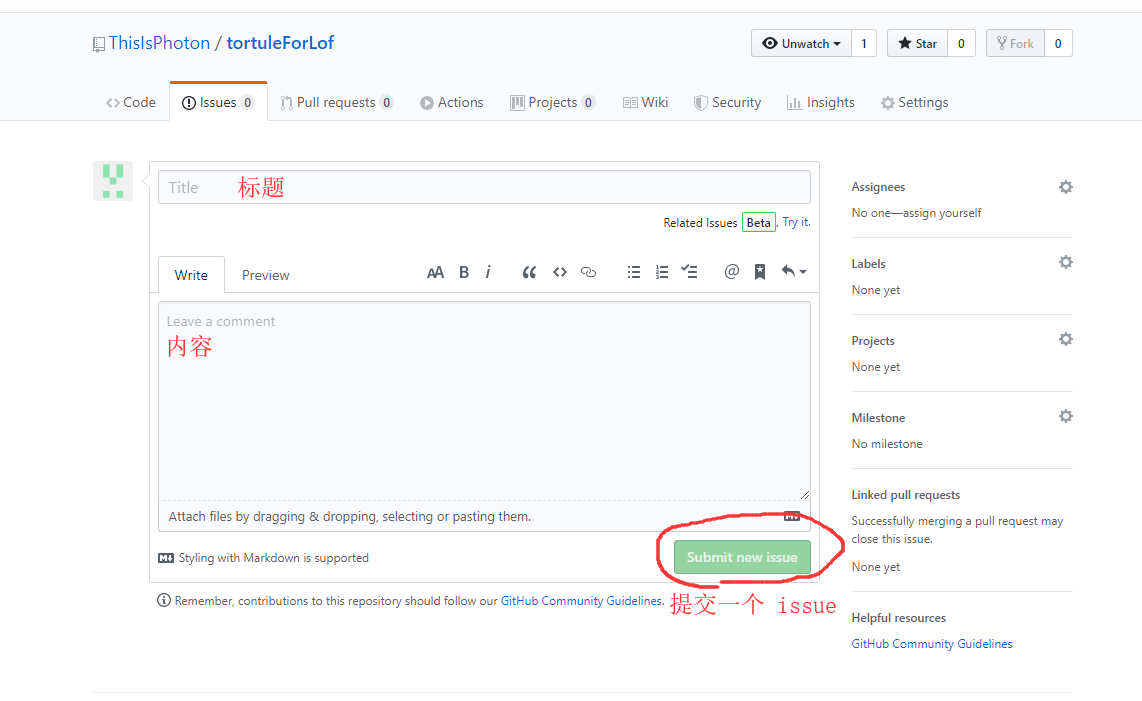 ThisIsPhoton / tortuleForLof
Unwatch 1 Star 0 Fork 0
Code Issues 0 Pull requests 0 Actions Projects 0 Wiki Security Insights Settings
Title 标题
Related Issues Beta. Try it.
Write Preview AA B i “ <> @
Leave a comment
内容
Attach files by dragging & dropping, selecting or pasting them.
Styling with Markdown is supported
Submit new issue
Remember, contributions to this repository should follow our GitHub Community Guidelines.
提交一个 issue
Assignees
No one—assign yourself
Labels
None yet
Projects
None yet
Milestone
No milestone
Linked pull requests
Successfully merging a pull request may
close this issue.
None yet
Helpful resources
GitHub Community Guidelines